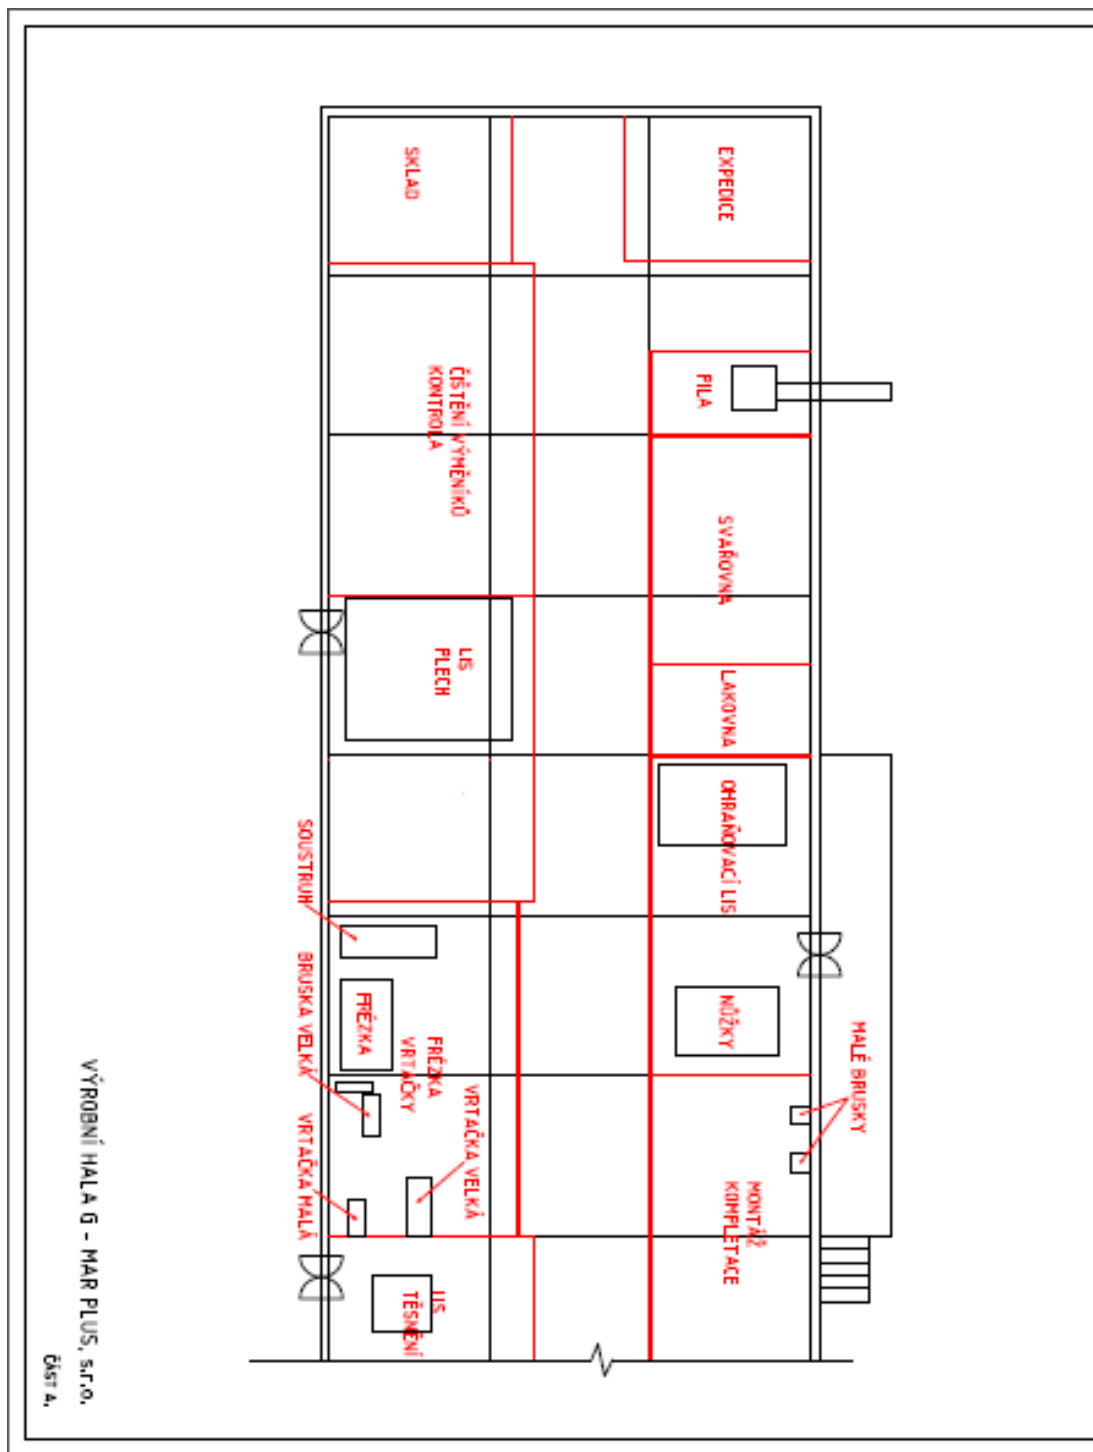 EXPEDICE
SKLAD
PILA
ČIŠTĚNÍ VÝMĚNÍKŮ
KONTROLA
SVAŘOVNA
LIS
PLECH
LAKOVNA
OHRAŇOVACÍ LIS
SOUSTRUH
BRUSKA VELKÁ
FRÉZKA
FRÉZKA
VRTAČKY
NŮŽKY
MALÉ BRUSKY
VRTAČKA VELKÁ
VRTAČKA MALÁ
MONTÁŽ
KOMPLETACE
LIS
TĚSNĚNÍ
VÝROBNÍ HALA G - MAR PLUS, s.r.o.
ČÁST A.